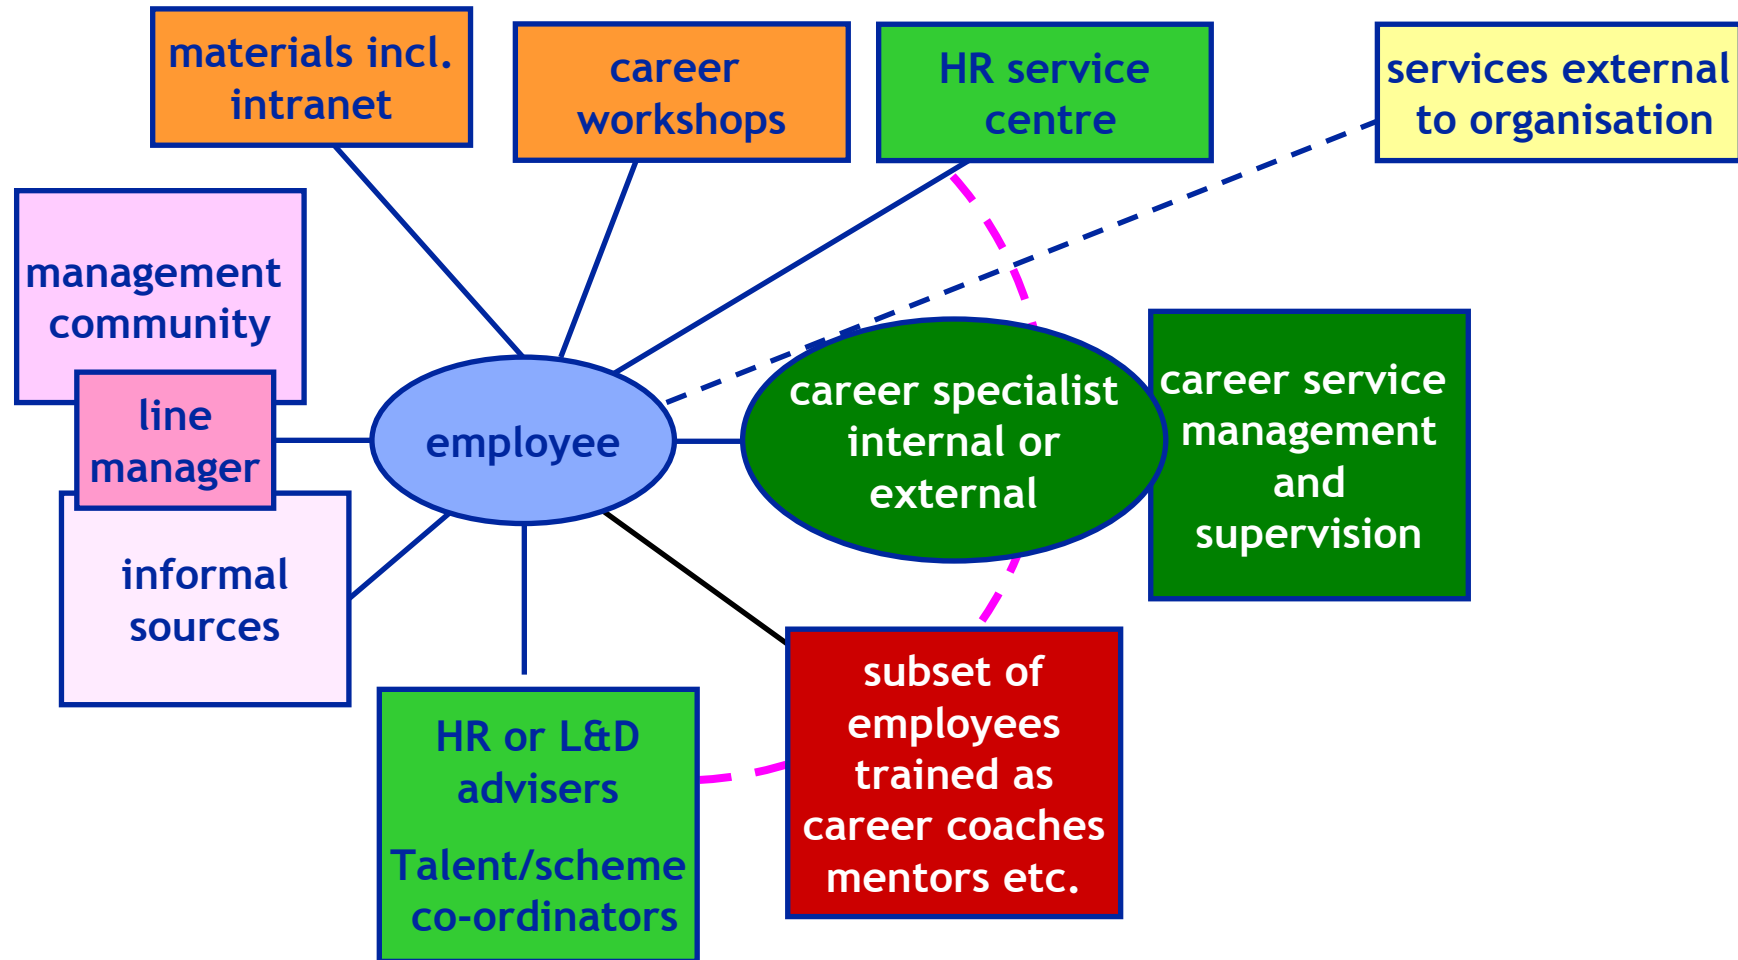 materials incl.
intranet
career
workshops
HR service
centre
services external
to organisation
management
community
line
manager
employee
career specialist
internal or
external
career service
management
and
supervision
informal
sources
HR or L&D
advisers
Talent/scheme
co-ordinators
subset of
employees
trained as
career coaches
mentors etc.